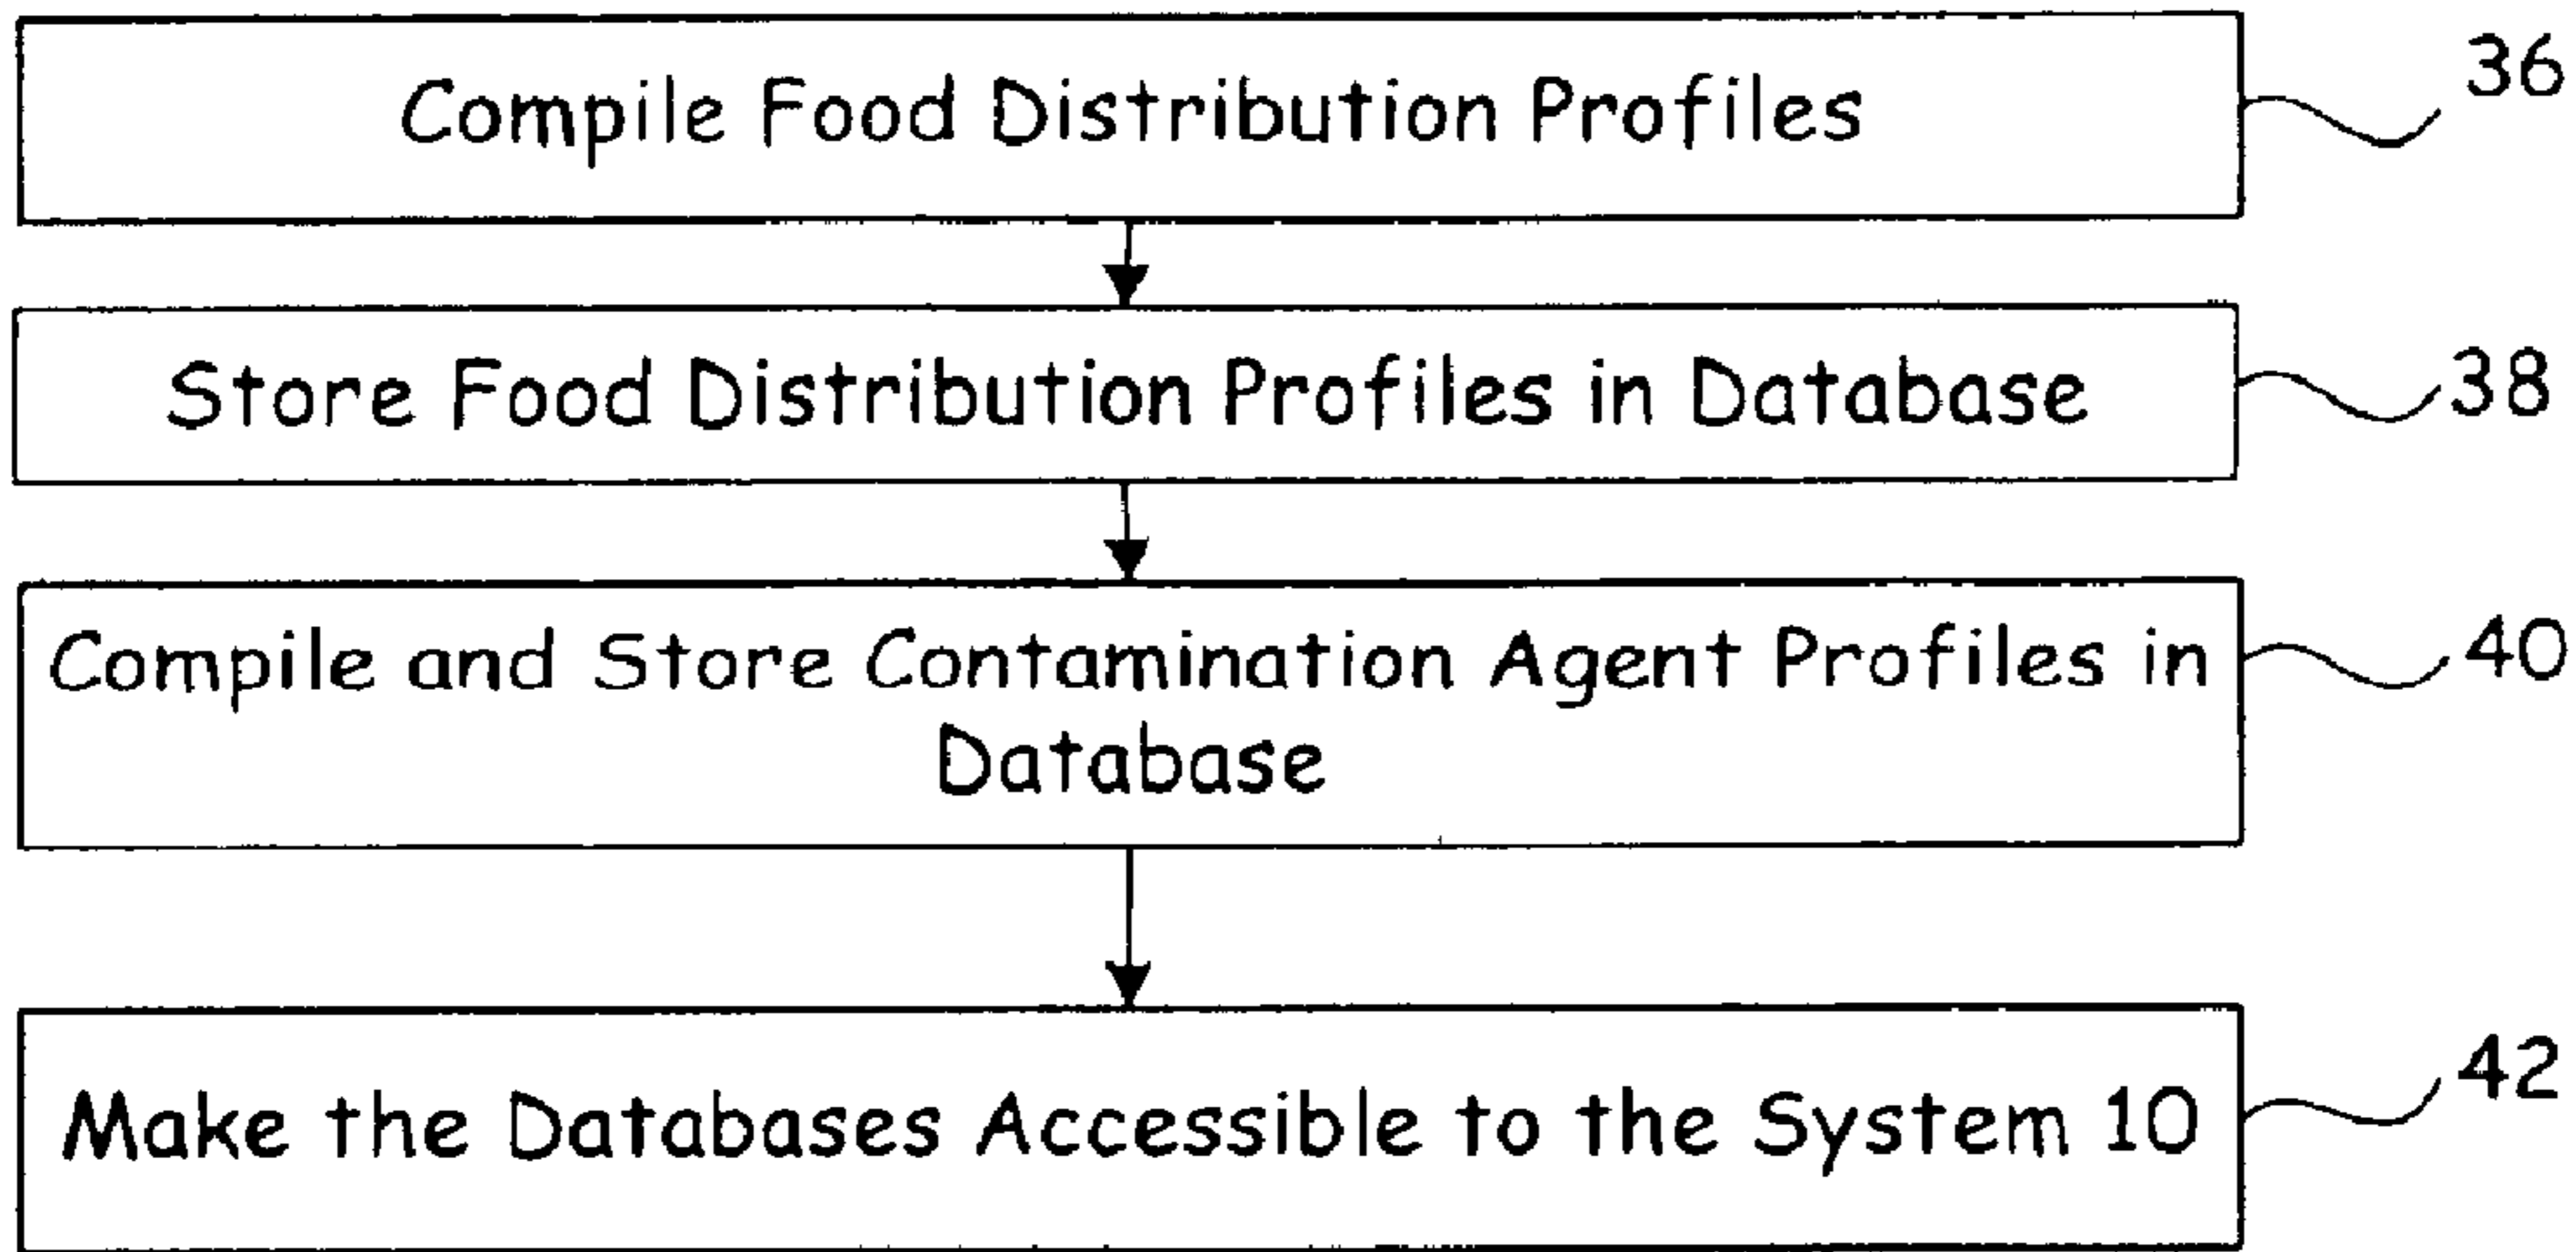 Compile Food Distribution Profiles
36
Store Food Distribution Profiles in Database
38
Compile and Store Contamination Agent Profiles in
Database
40
Make the Databases Accessible to the System 10
42